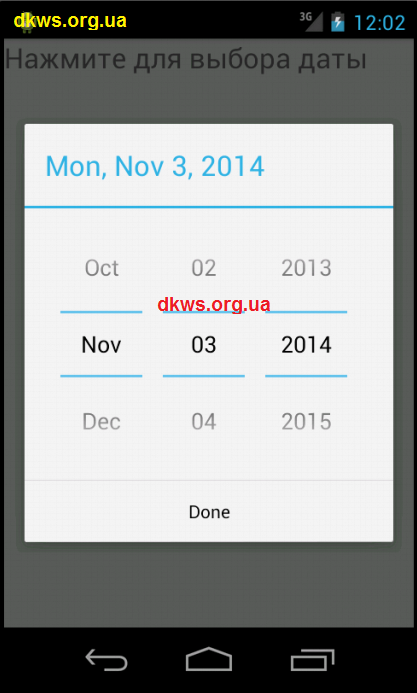 dkws.org.ua 3G 12:02
Нажмите для выбора даты
Mon, Nov 3, 2014
Oct 02 2013
dkws.org.ua
Nov 03 2014
Dec 04 2015
Done